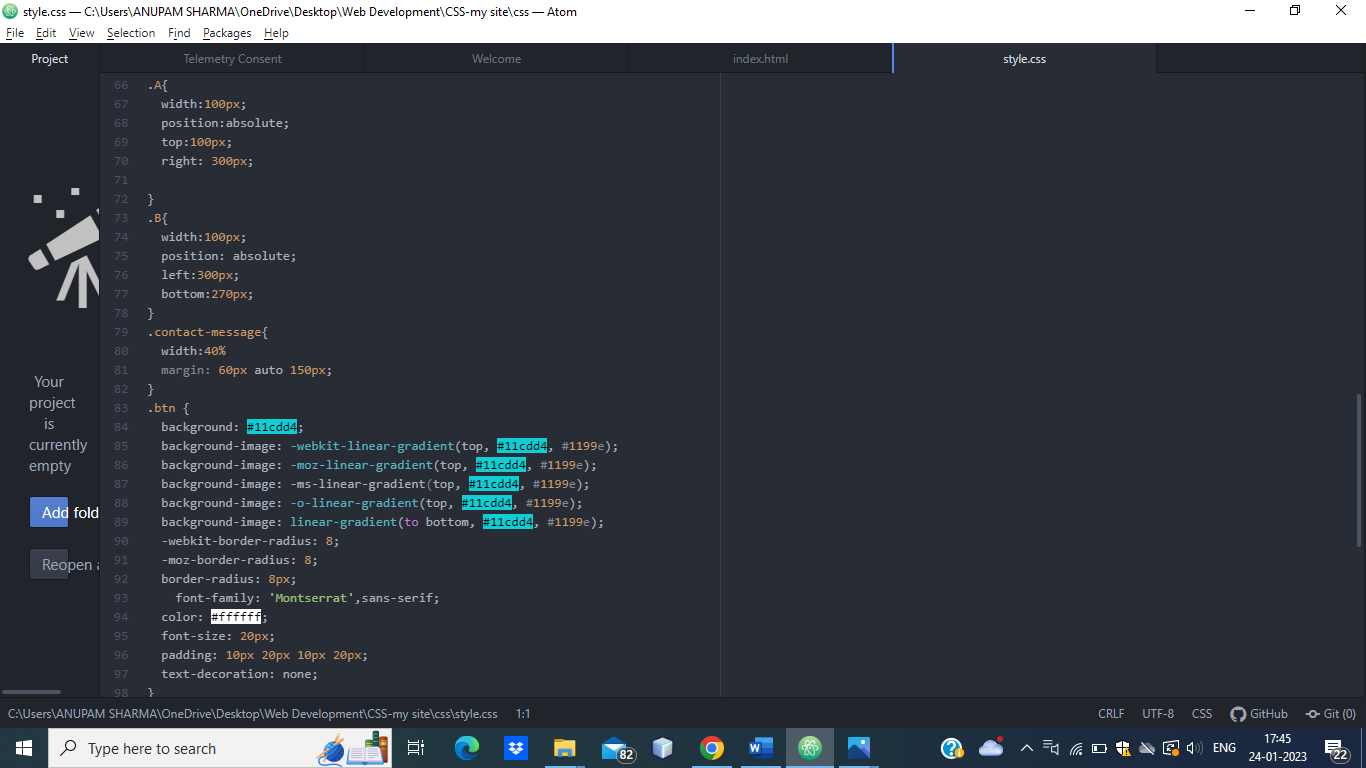 style.css — C:\Users\ANUPAM SHARMA\OneDrive\Desktop\Web Development\CSS-my site\css — Atom
File Edit View Selection Find Packages Help
Project Telemetry Consent Welcome index.html style.css
66 .A{
67 width:100px;
68 position:absolute;
69 top:100px;
70 right: 300px;
71
72 }
73 .B{
74 width:100px;
75 position: absolute;
76 left:300px;
77 bottom:270px;
78 }
79 .contact-message{
80 width:40%
81 margin: 60px auto 150px;
82 }
83 .btn {
84 background: #11cdd4;
85 background-image: -webkit-linear-gradient(top, #11cdd4, #1199e);
86 background-image: -moz-linear-gradient(top, #11cdd4, #1199e);
87 background-image: -ms-linear-gradient(top, #11cdd4, #1199e);
88 background-image: -o-linear-gradient(top, #11cdd4, #1199e);
89 background-image: linear-gradient(to bottom, #11cdd4, #1199e);
90 -webkit-border-radius: 8;
91 -moz-border-radius: 8;
92 border-radius: 8px;
93 font-family: 'Montserrat',sans-serif;
94 color: #ffffff;
95 font-size: 20px;
96 padding: 10px 20px 10px 20px;
97 text-decoration: none;
98 }
Your
project
is
currently
empty
Add fold
Reopen a
C:\Users\ANUPAM SHARMA\OneDrive\Desktop\Web Development\CSS-my site\css\style.css 1:1 CRLF UTF-8 CSS GitHub Git (0)
Type here to search 82 ENG 17:45
24-01-2023 22